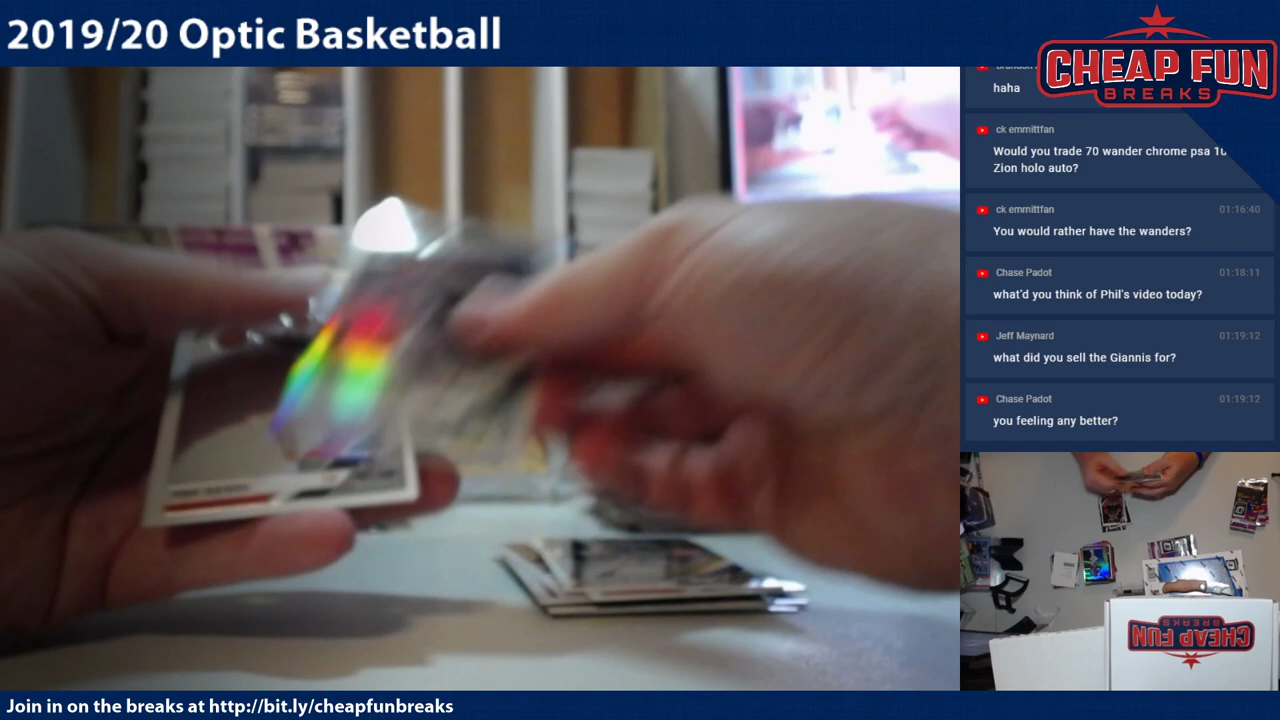 2019/20 Optic Basketball
CHEAP FUN
BREAKS
haha
ck emmittfan
Would you trade 70 wander chrome psa 10
Zion holo auto?
ck emmittfan 01:16:40
You would rather have the wanders?
Chase Padot 01:18:11
what'd you think of Phil's video today?
Jeff Maynard 01:19:12
what did you sell the Giannis for?
Chase Padot 01:19:12
you feeling any better?
CHEAP FUN
BREAKS
Join in on the breaks at http://bit.ly/cheapfunbreaks